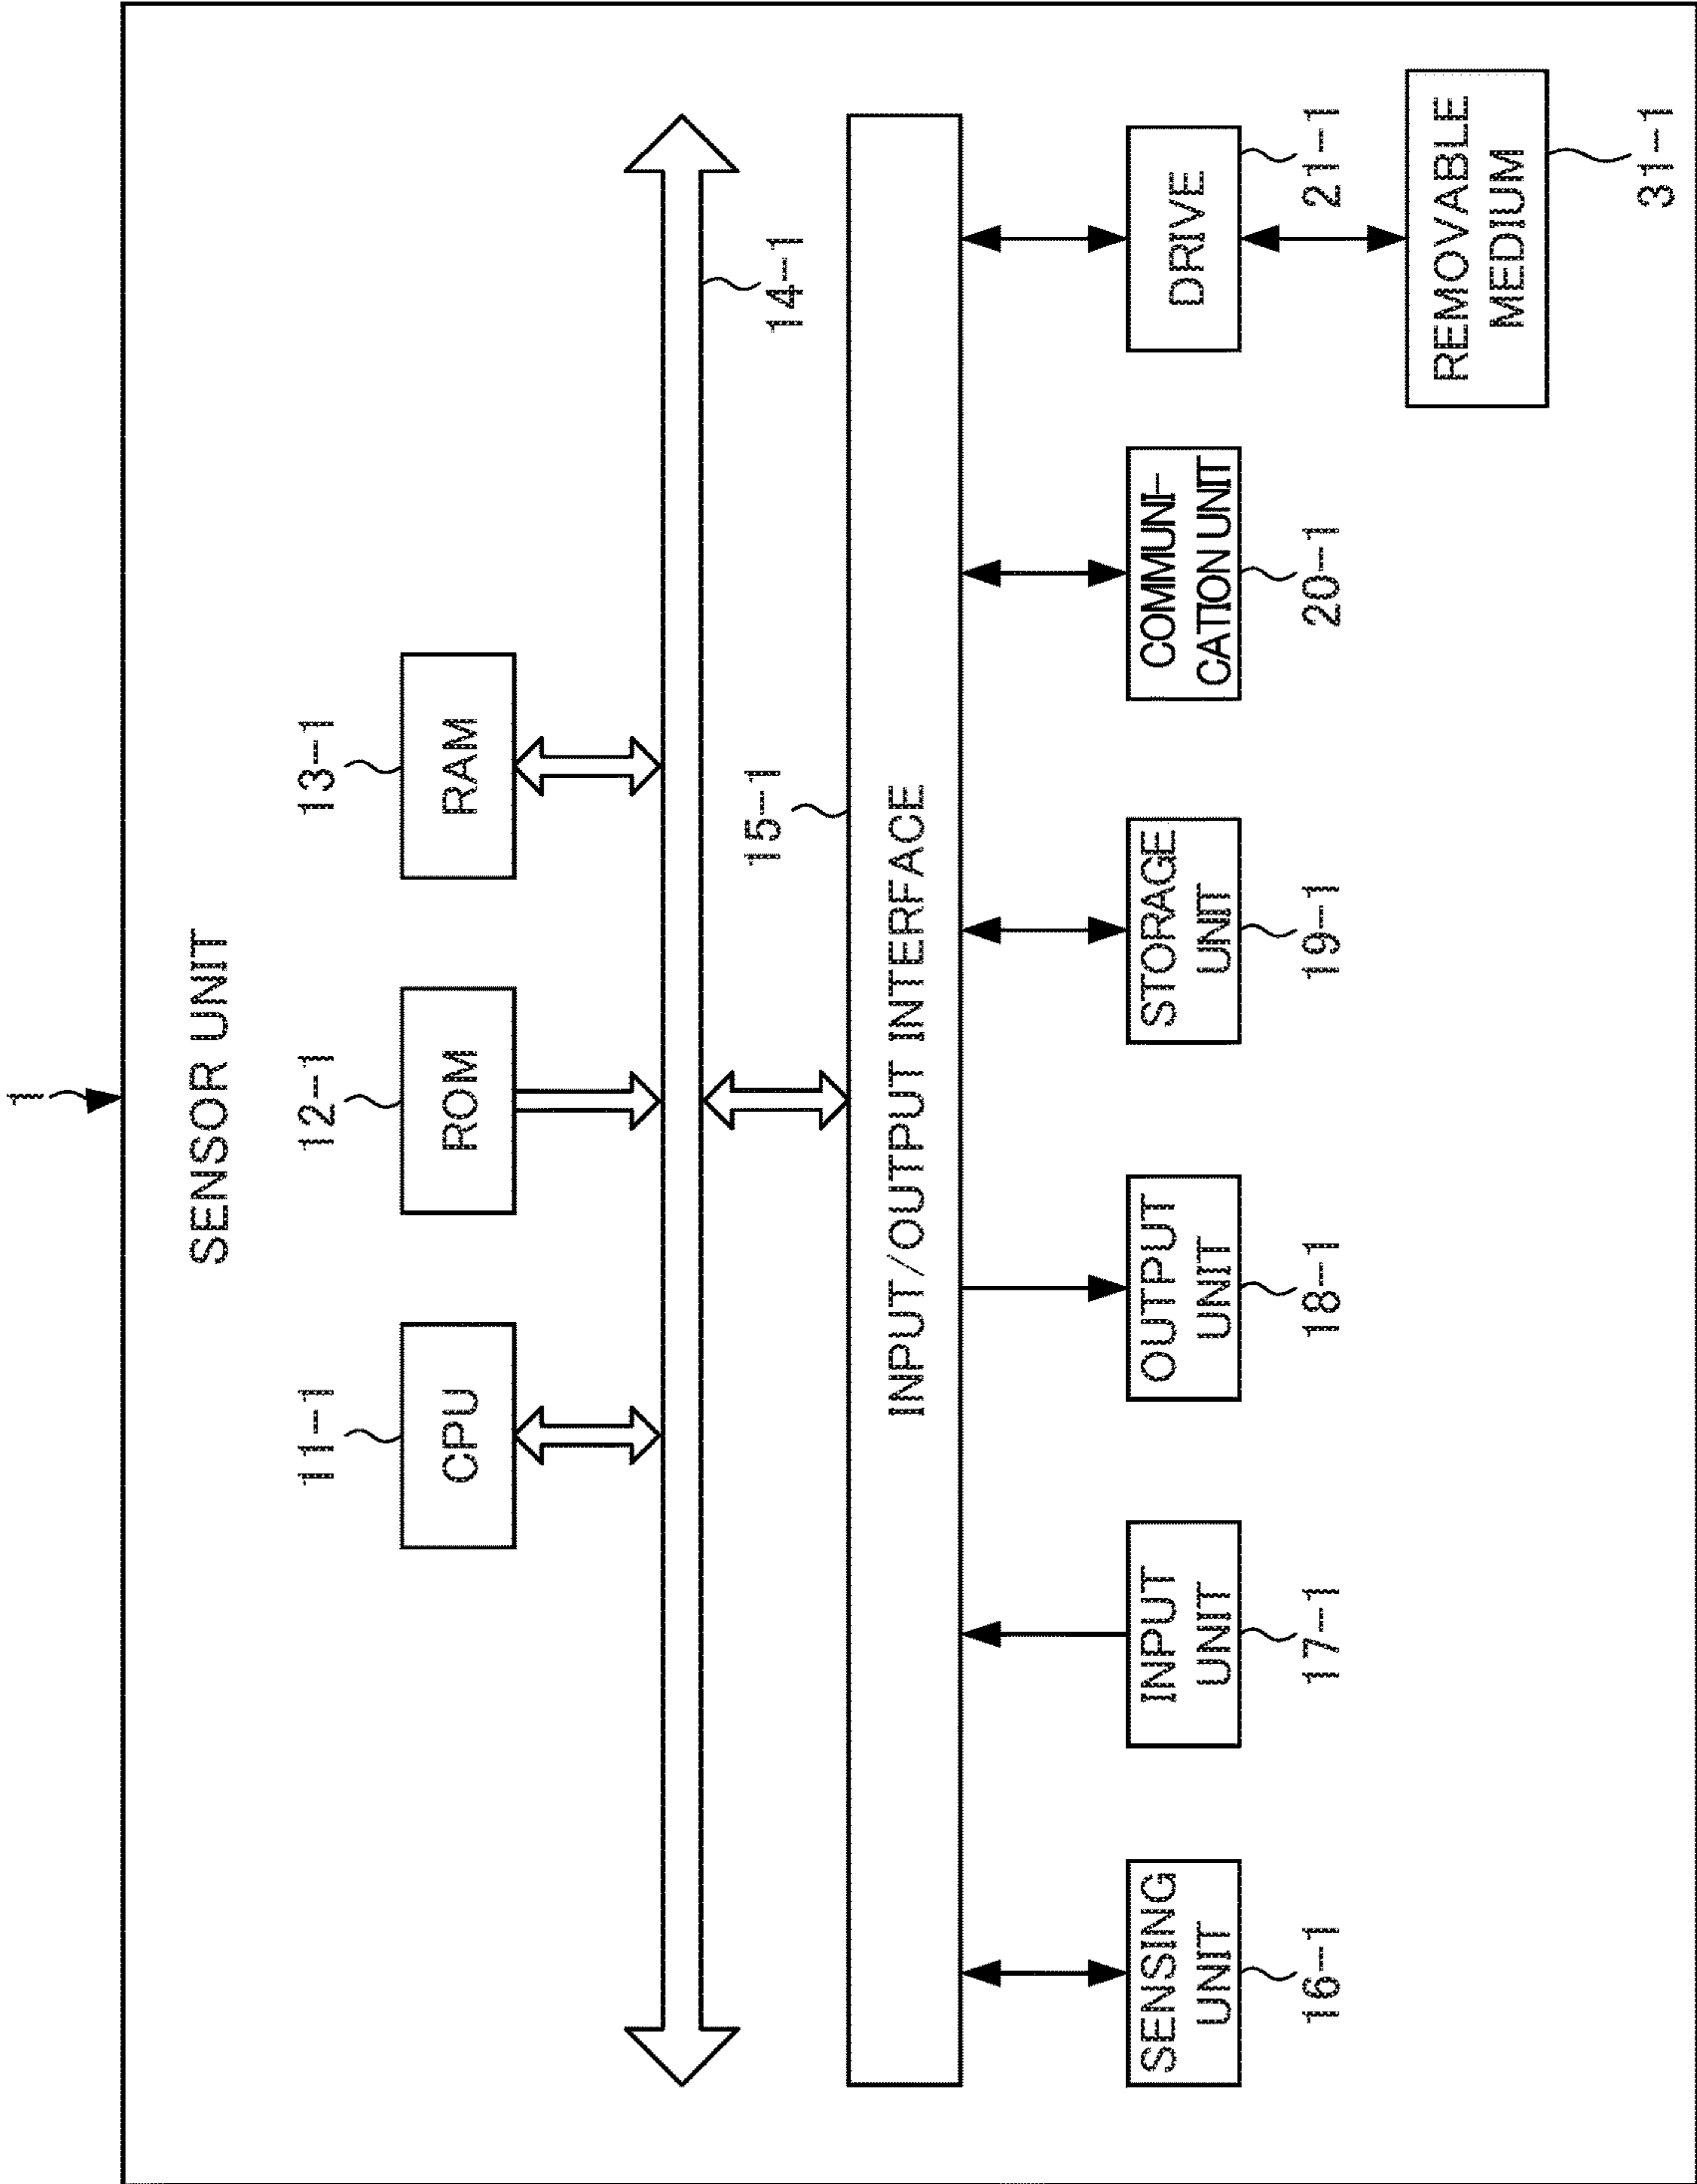 1
SENSOR UNIT
11-1
12-1
13-1
CPU
ROM
RAM
14-1
15-1
INPUT/OUTPUT INTERFACE
SENSING
UNIT
16-1
INPUT
UNIT
17-1
OUTPUT
UNIT
18-1
STORAGE
UNIT
19-1
COMMUNI-
CATION UNIT
20-1
DRIVE
21-1
REMOVABLE
MEDIUM
31-1